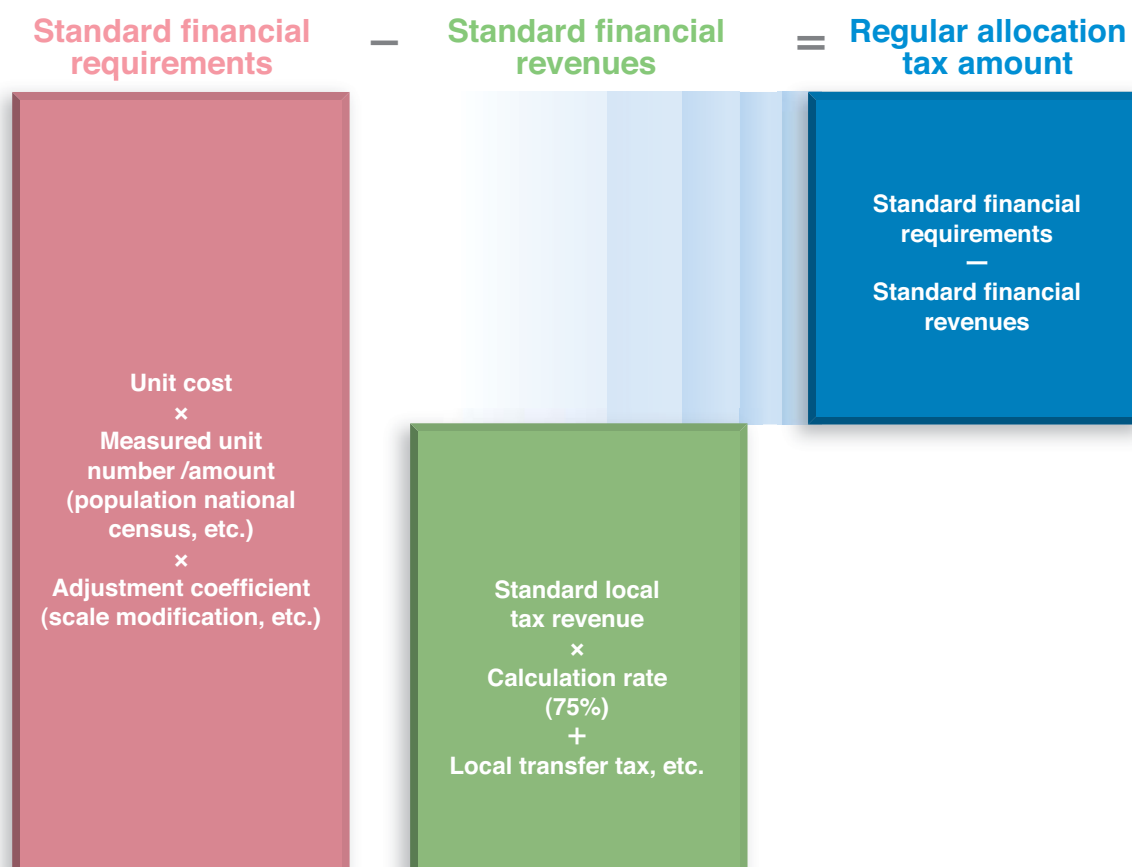 Standard financial
requirements
−
Standard financial
revenues
=
Regular allocation
tax amount
Unit cost
×
Measured unit
number /amount
(population national
census, etc.)
×
Adjustment coefficient
(scale modification, etc.)
Standard local
tax revenue
×
Calculation rate
(75%)
+
Local transfer tax, etc.
Standard financial
requirements
−
Standard financial
revenues